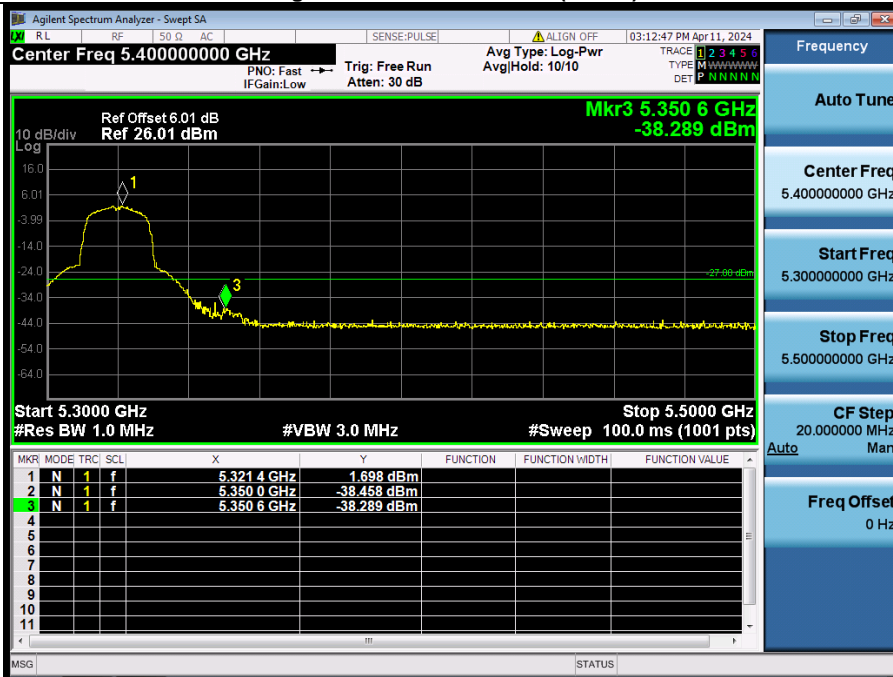 Agilent Spectrum Analyzer - Swept SA
RL RF 50 Ω AC SENSE:PULSE ALIGN OFF 03:12:47 PM Apr 11, 2024
Center Freq 5.400000000 GHz
PNO: Fast
IFGain:Low
Trig: Free Run
Atten: 30 dB
Avg Type: Log-Pwr
Avg|Hold: 10/10
TRACE 1 2 3 4 5 6
TYPE M WWWWW
DET P N N N N N
Ref Offset 6.01 dB
Ref 26.01 dBm
10 dB/div
Log
Mkr3 5.350 6 GHz
-38.289 dBm
16.0
6.01
-3.99
-14.0
-24.0
-34.0
-44.0
-54.0
-64.0
1
3
-27.00 dBm
Start 5.3000 GHz Stop 5.5000 GHz
#Res BW 1.0 MHz #VBW 3.0 MHz #Sweep 100.0 ms (1001 pts)
MKR MODE TRC SCL X Y FUNCTION FUNCTION WIDTH FUNCTION VALUE
1 N 1 f 5.321 4 GHz 1.698 dBm
2 N 1 f 5.350 0 GHz -38.458 dBm
3 N 1 f 5.350 6 GHz -38.289 dBm
4
5
6
7
8
9
10
11
MSG STATUS
Frequency
Auto Tune
Center Freq
5.400000000 GHz
Start Freq
5.300000000 GHz
Stop Freq
5.500000000 GHz
CF Step
20.000000 MHz
Auto Man
Freq Offset
0 Hz